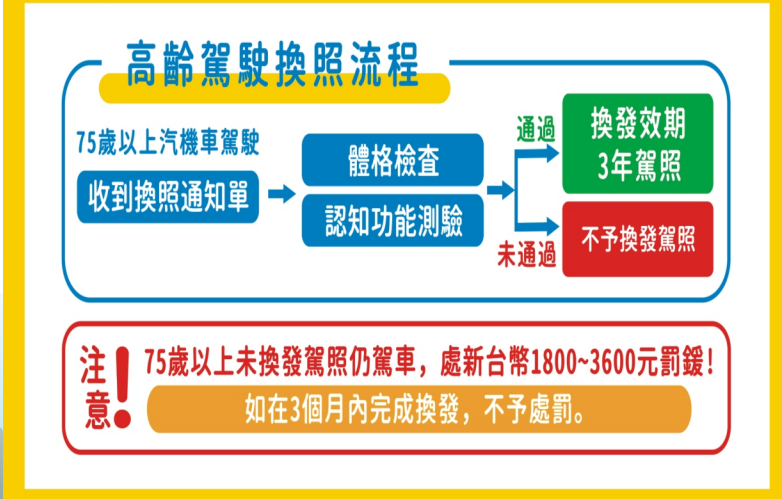 高齡駕駛換照流程
75歲以上汽機車駕駛
收到換照通知單
體格檢查
認知功能測驗
通過
換發效期
3年駕照
未通過
不予換發駕照
注意!
75歲以上未換發駕照仍駕車，處新台幣1800~3600元罰鍰!
如在3個月內完成換發，不予處罰。